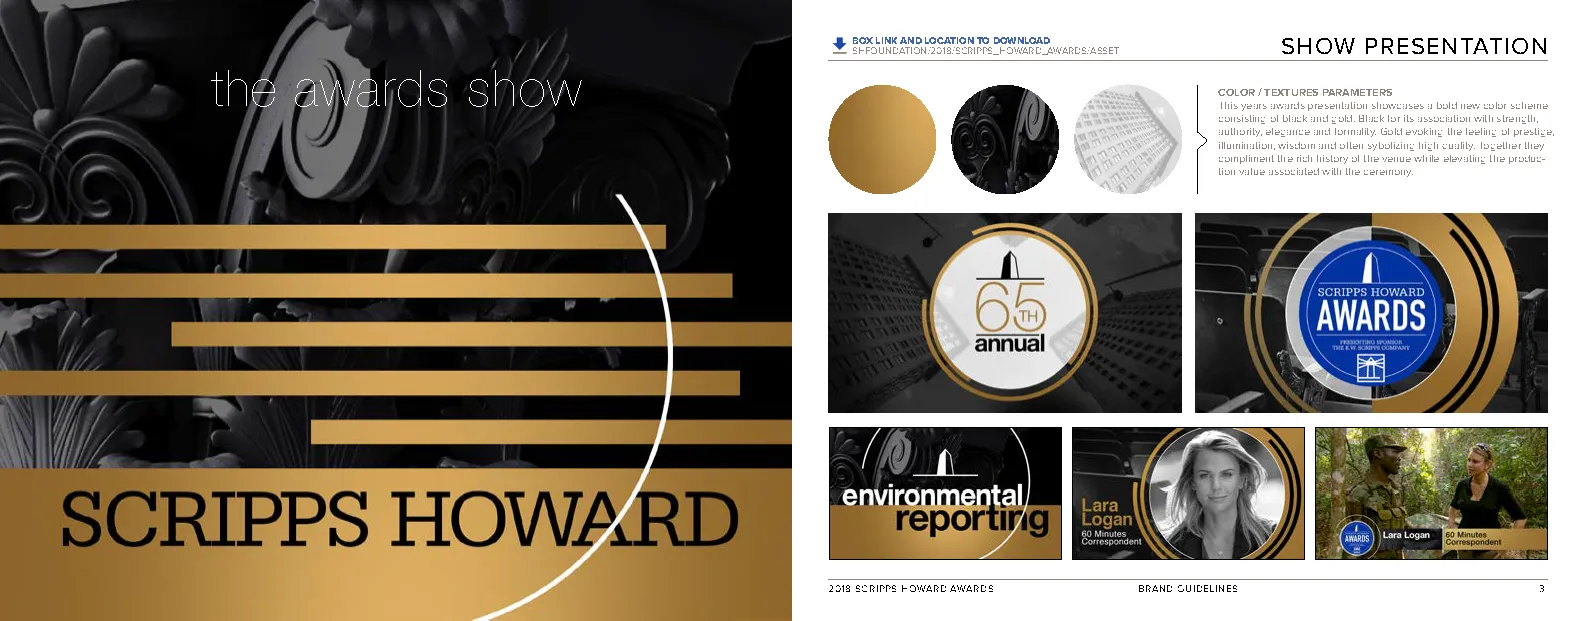 the awards show
SCRIPPS HOWARD
BOX LINK AND LOCATION TO DOWNLOAD
SHFOUNDATION/2018/SCRIPPS_HOWARD_AWARDS/ASSET
SHOW PRESENTATION
COLOR / TEXTURES PARAMETERS
This years awards presentation showcases a bold new color scheme
consisting of black and gold. Black for its association with strength,
authority, elegance and formality. Gold evoking the feeling of prestige,
illumination, wisdom and often sybolizing high quality. Together they
compliment the rich history of the venue while elevating the produc-
tion value associated with the ceremony.
65TH
annual
SCRIPPS HOWARD
AWARDS
PRESENTING SPONSOR
THE E.W. SCRIPPS COMPANY
environmental
reporting
Lara
Logan
60 Minutes
Correspondent
AWARDS
Lara Logan
60 Minutes
Correspondent
2018 SCRIPPS HOWARD AWARDS
BRAND GUIDELINES
3